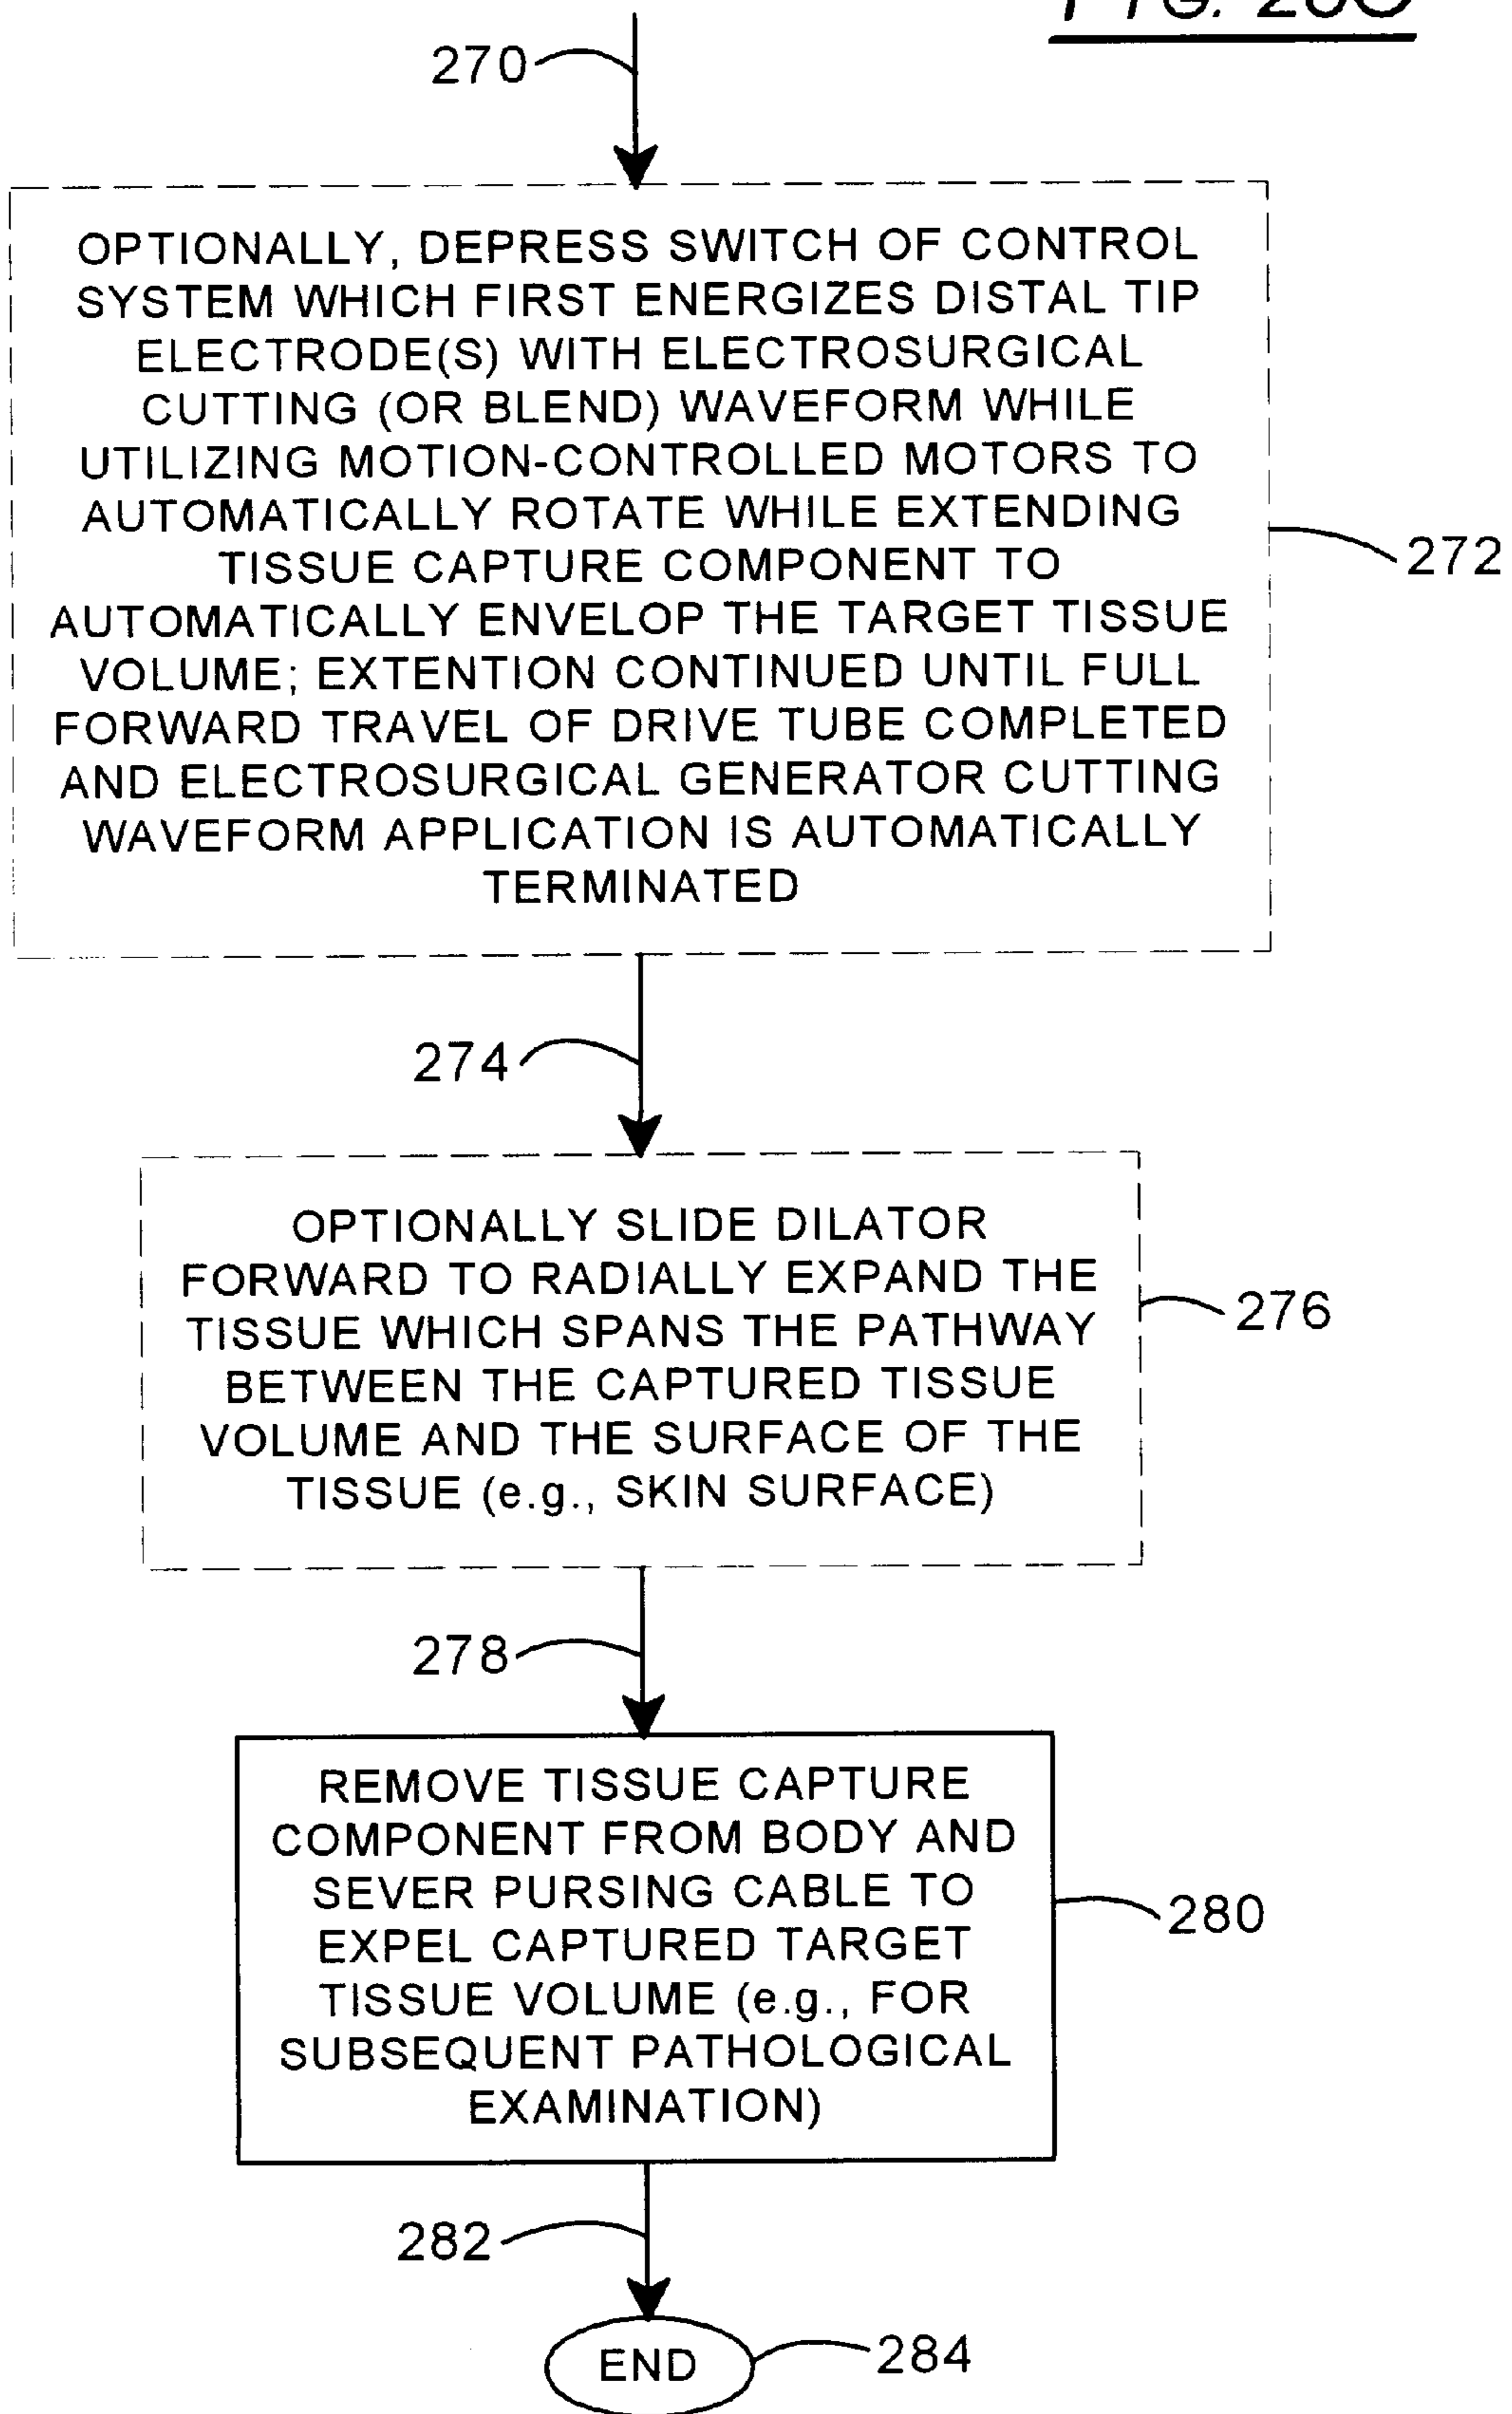 270
OPTIONALLY, DEPRESS SWITCH OF CONTROL
SYSTEM WHICH FIRST ENERGIZES DISTAL TIP
ELECTRODE(S) WITH ELECTROSURGICAL
CUTTING (OR BLEND) WAVEFORM WHILE
UTILIZING MOTION-CONTROLLED MOTORS TO
AUTOMATICALLY ROTATE WHILE EXTENDING
TISSUE CAPTURE COMPONENT TO
AUTOMATICALLY ENVELOP THE TARGET TISSUE
VOLUME; EXTENTION CONTINUED UNTIL FULL
FORWARD TRAVEL OF DRIVE TUBE COMPLETED
AND ELECTROSURGICAL GENERATOR CUTTING
WAVEFORM APPLICATION IS AUTOMATICALLY
TERMINATED
272
274
OPTIONALLY SLIDE DILATOR
FORWARD TO RADIALLY EXPAND THE
TISSUE WHICH SPANS THE PATHWAY
BETWEEN THE CAPTURED TISSUE
VOLUME AND THE SURFACE OF THE
TISSUE (e.g., SKIN SURFACE)
276
278
REMOVE TISSUE CAPTURE
COMPONENT FROM BODY AND
SEVER PURSING CABLE TO
EXPEL CAPTURED TARGET
TISSUE VOLUME (e.g., FOR
SUBSEQUENT PATHOLOGICAL
EXAMINATION)
280
282
END
284